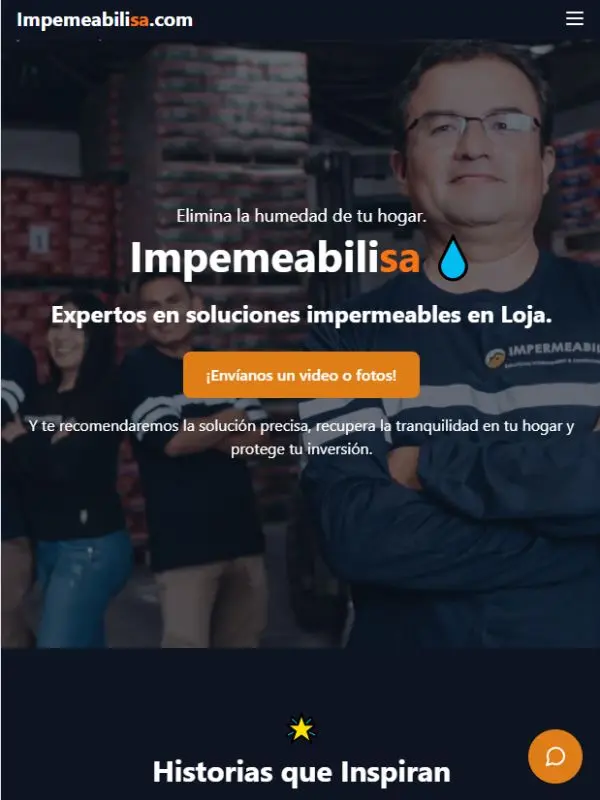 Impemeabilisa.com
Elimina la humedad de tu hogar.
Impemeabilisa
Expertos en soluciones impermeables en Loja.
IMPERMEABIL
¡Envíanos un video o fotos!
Y te recomendaremos la solución precisa, recupera la tranquilidad en tu hogar y
protege tu inversión.
Historias que Inspiran